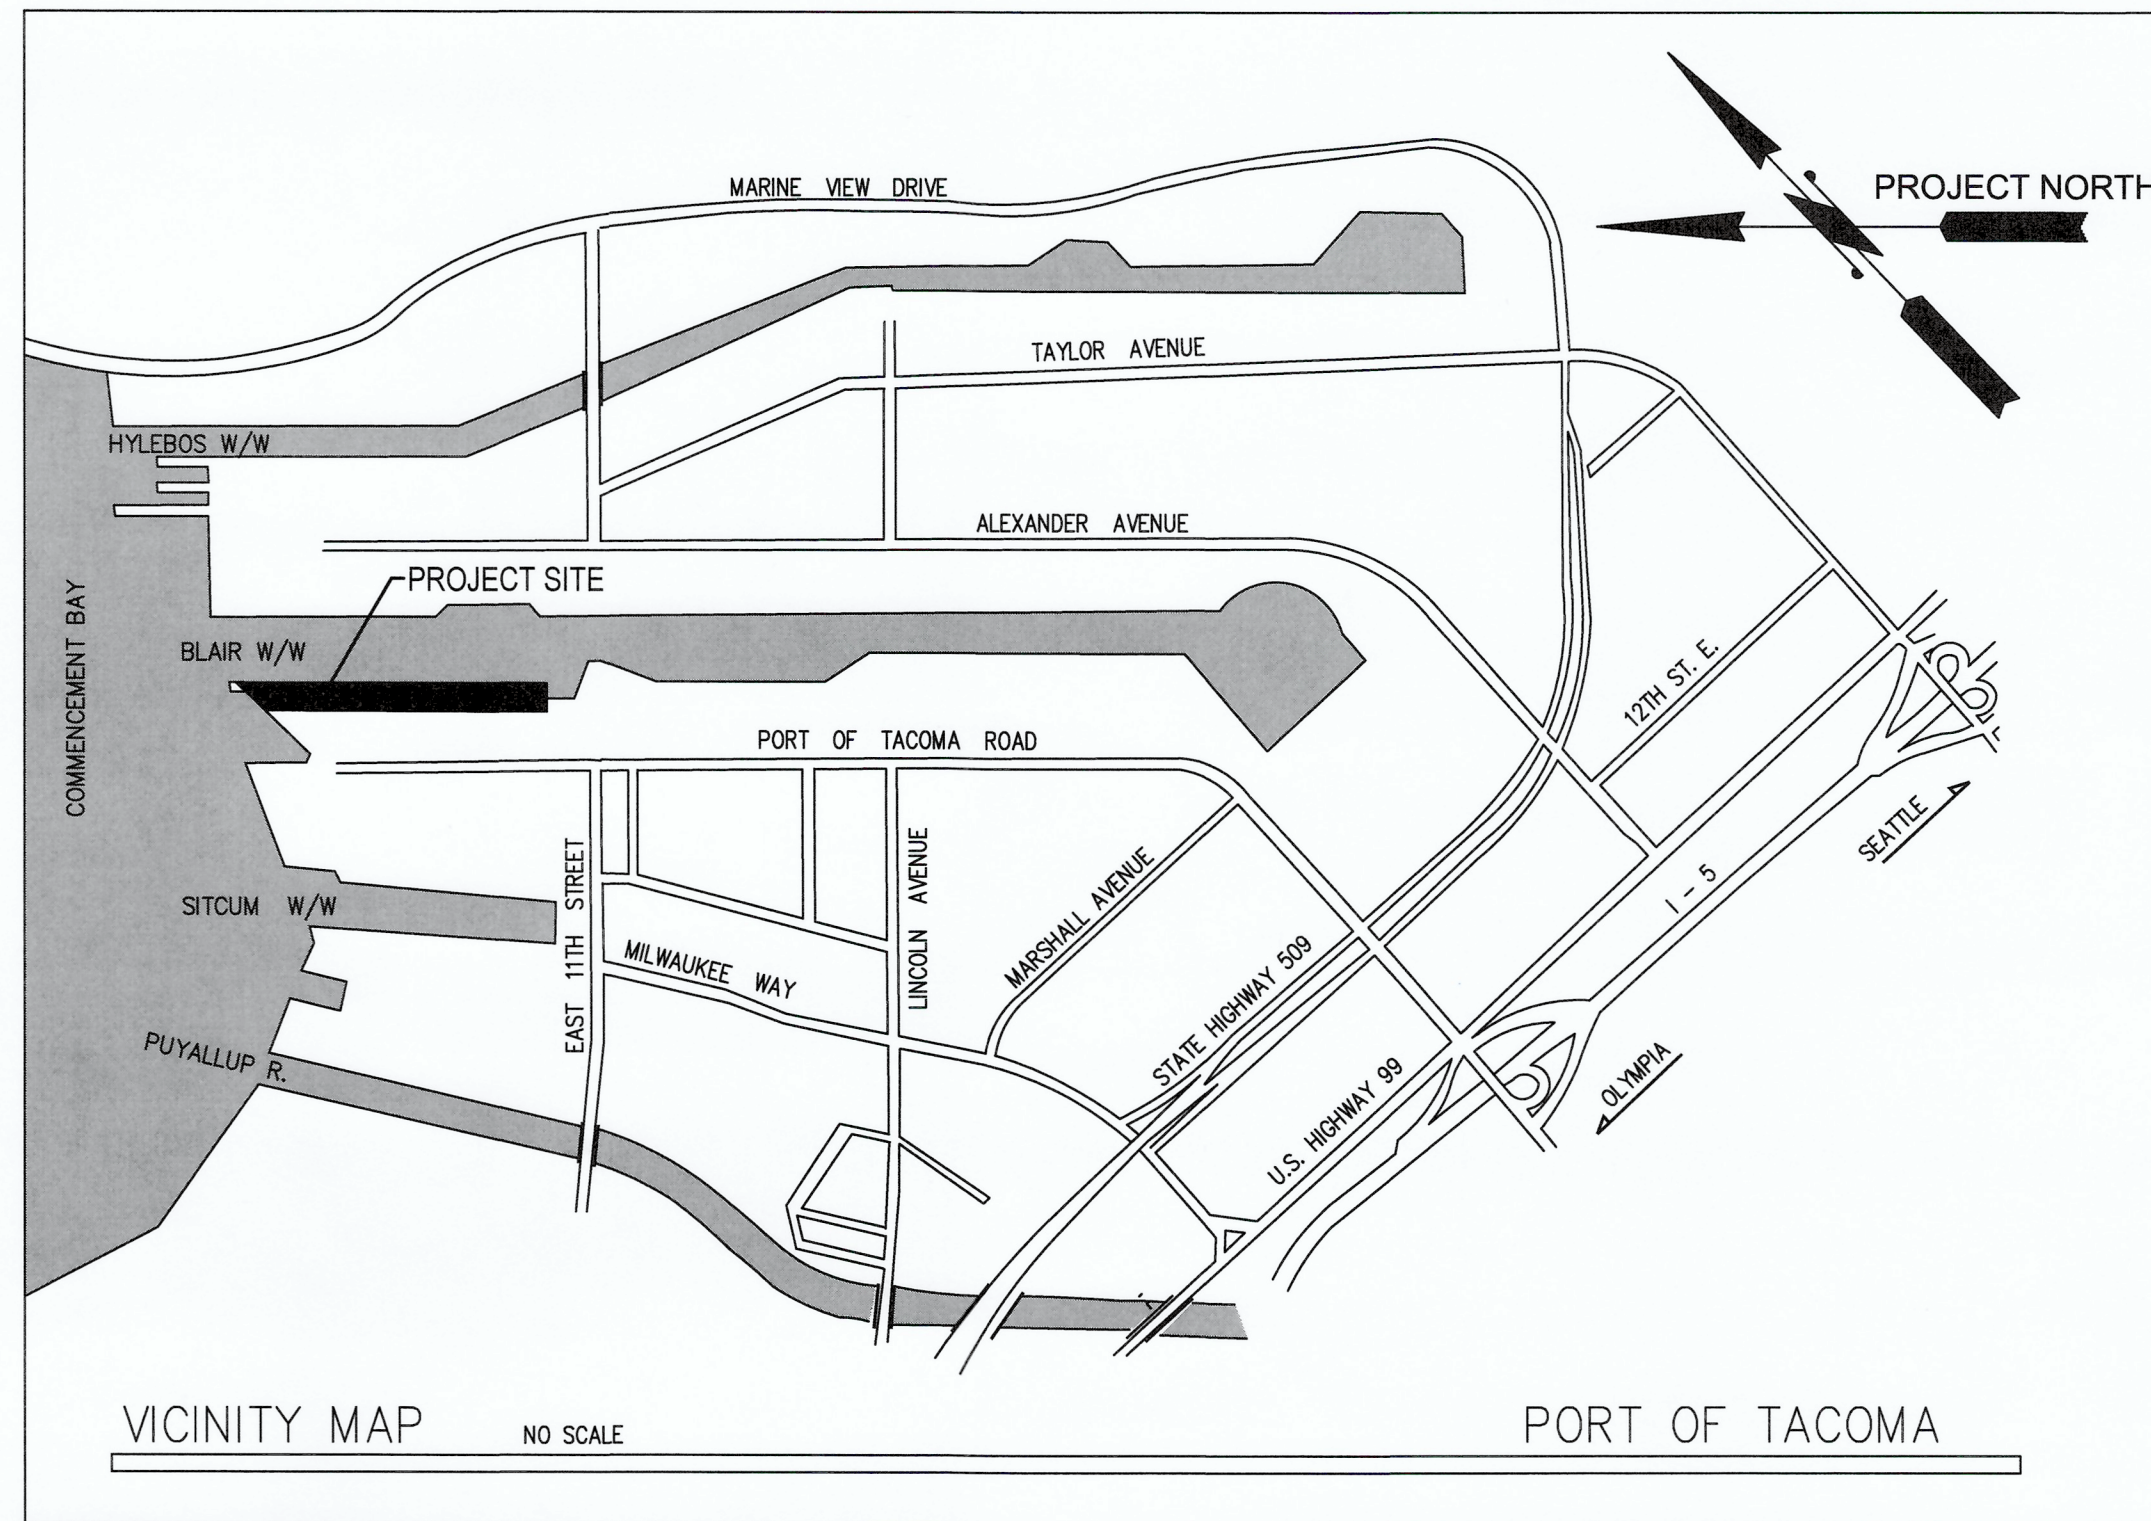 PROJECT NORTH
MARINE VIEW DRIVE
TAYLOR AVENUE
HYLEBOS W/W
ALEXANDER AVENUE
PROJECT SITE
COMMENCEMENT BAY
BLAIR W/W
12TH ST. E.
PORT OF TACOMA ROAD
SEATTLE
I - 5
SITCUM W/W
EAST 11TH STREET
LINCOLN AVENUE
MARSHALL AVENUE
MILWAUKEE WAY
STATE HIGHWAY 509
PUYALLUP R.
U.S. HIGHWAY 99
OLYMPIA
VICINITY MAP
NO SCALE
PORT OF TACOMA